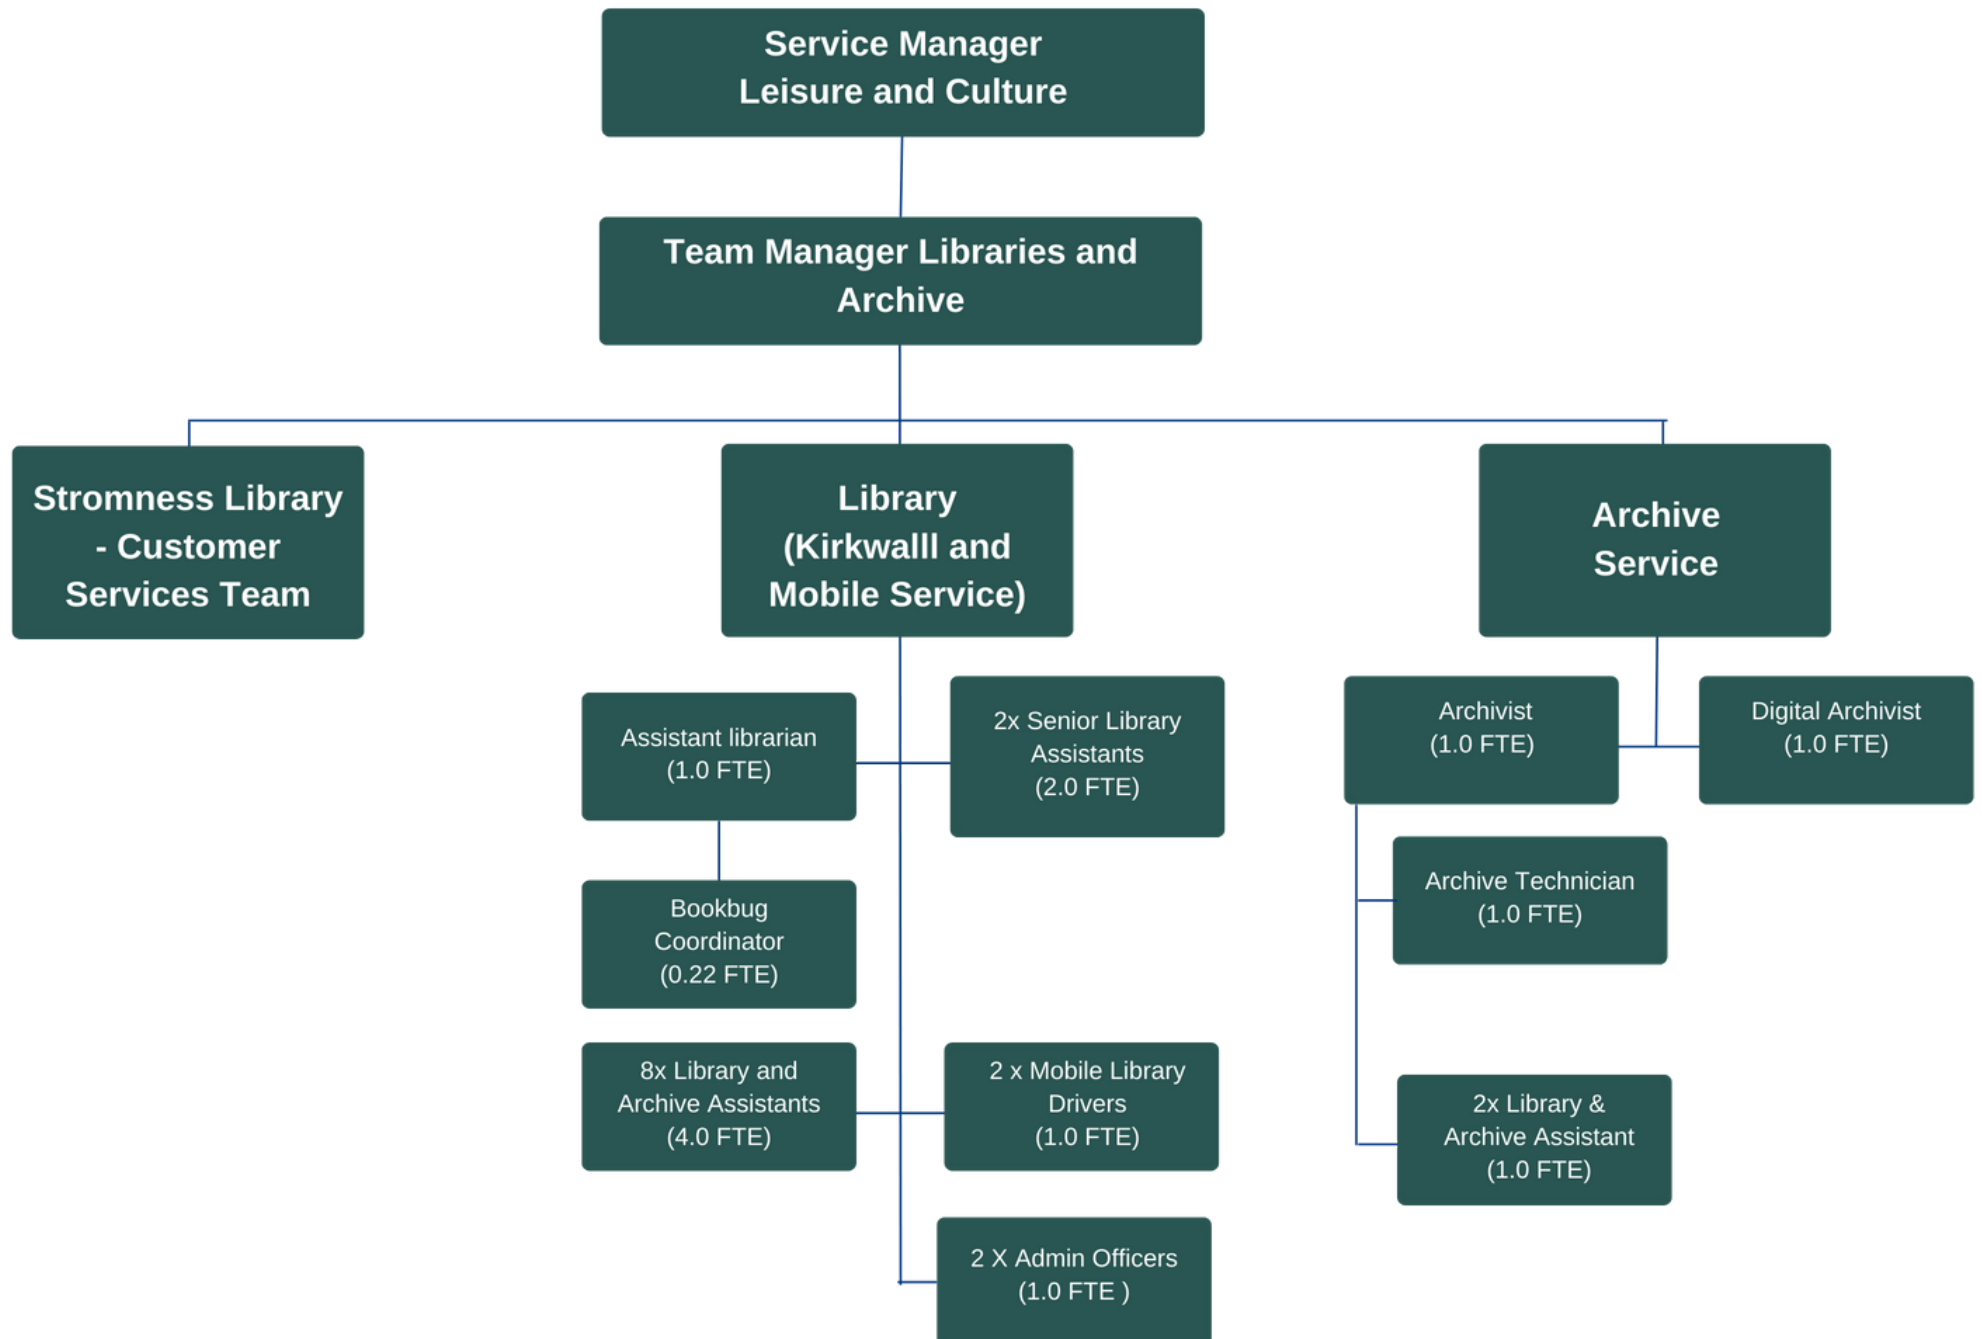 Service Manager
Leisure and Culture
Team Manager Libraries and
Archive
Stromness Library
- Customer
Services Team
Library
(Kirkwalll and
Mobile Service)
Archive
Service
Assistant librarian
(1.0 FTE)
2x Senior Library
Assistants
(2.0 FTE)
Archivist
(1.0 FTE)
Digital Archivist
(1.0 FTE)
Bookbug
Coordinator
(0.22 FTE)
Archive Technician
(1.0 FTE)
8x Library and
Archive Assistants
(4.0 FTE)
2 x Mobile Library
Drivers
(1.0 FTE)
2x Library &
Archive Assistant
(1.0 FTE)
2 X Admin Officers
(1.0 FTE )